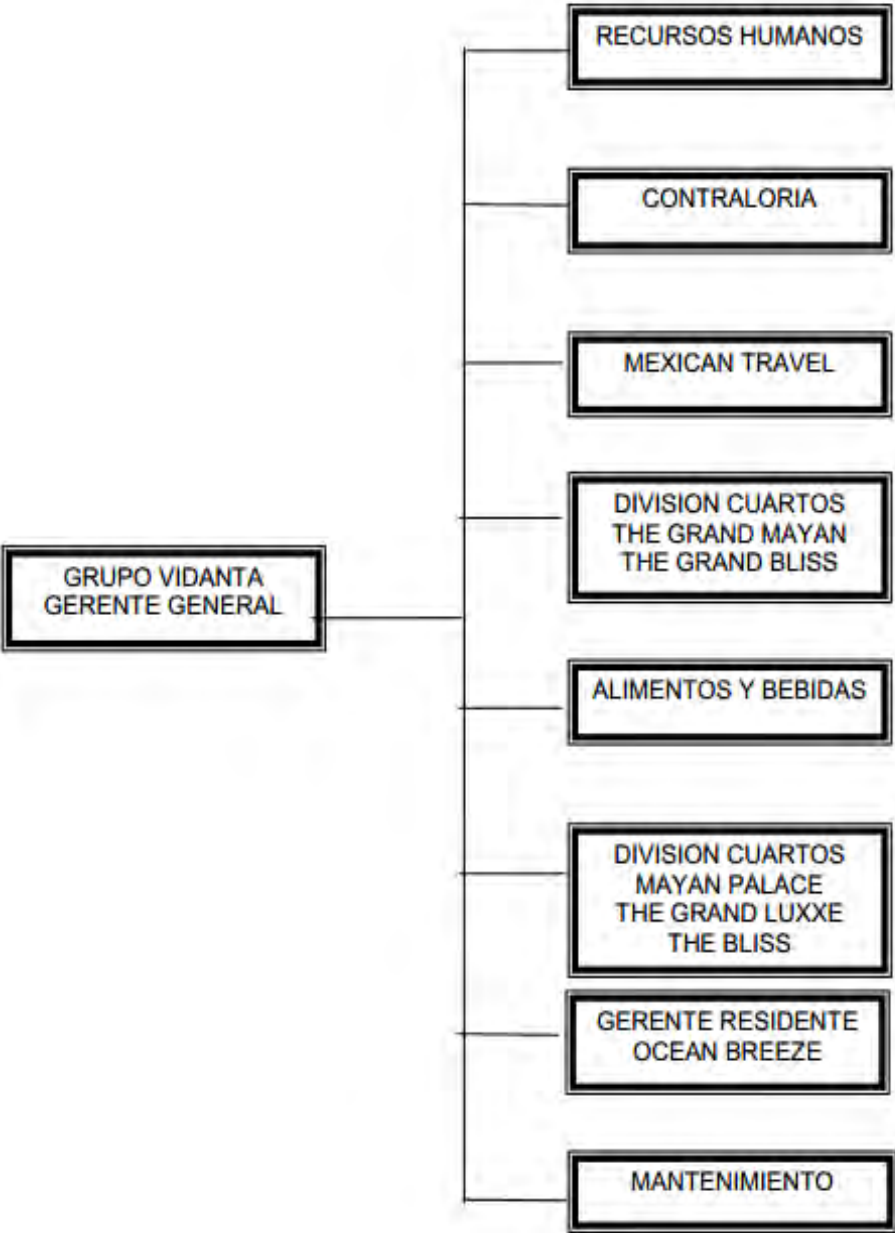 RECURSOS HUMANOS
CONTRALORIA
MEXICAN TRAVEL
DIVISION CUARTOS
THE GRAND MAYAN
THE GRAND BLISS
GRUPO VIDANTA
GERENTE GENERAL
ALIMENTOS Y BEBIDAS
DIVISION CUARTOS
MAYAN PALACE
THE GRAND LUXXE
THE BLISS
GERENTE RESIDENTE
OCEAN BREEZE
MANTENIMIENTO